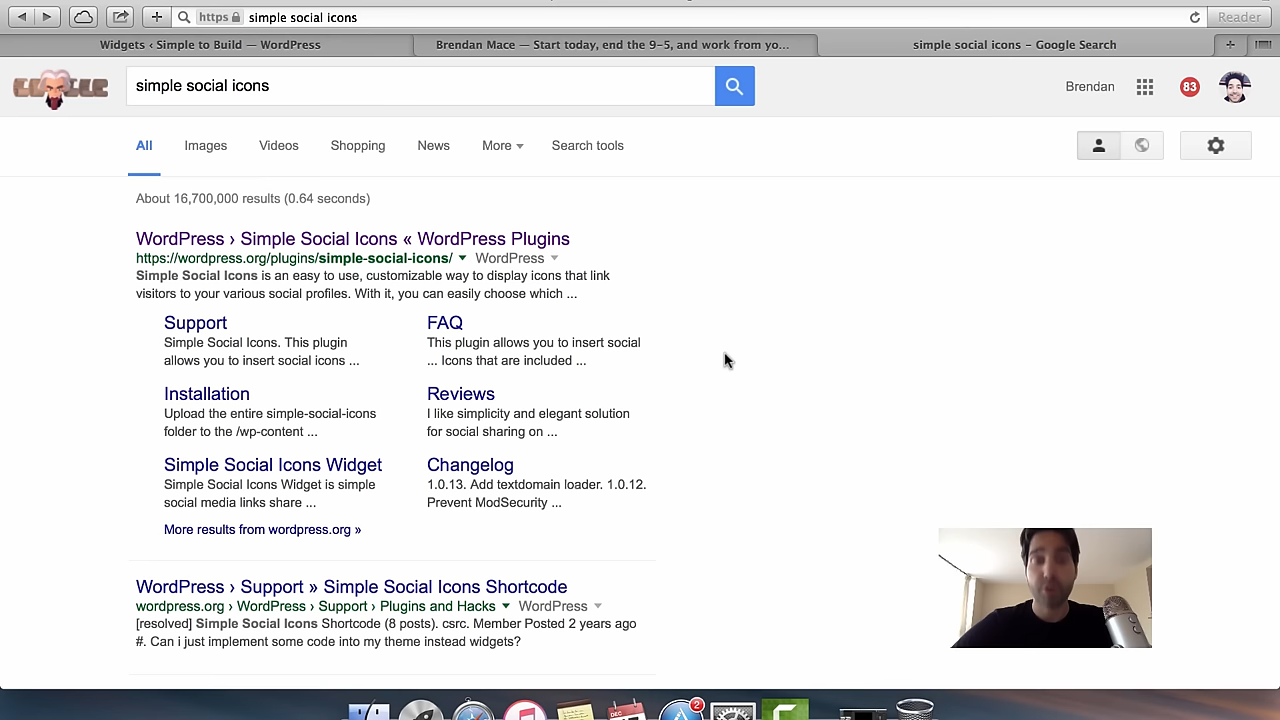 https simple social icons
Reader
Widgets ‹ Simple to Build — WordPress
Brendan Mace — Start today, end the 9–5, and work from yo...
simple social icons – Google Search
simple social icons
Brendan
83
All
Images
Videos
Shopping
News
More
Search tools
About 16,700,000 results (0.64 seconds)
WordPress › Simple Social Icons « WordPress Plugins
https://wordpress.org/plugins/simple-social-icons/ WordPress
Simple Social Icons is an easy to use, customizable way to display icons that link
visitors to your various social profiles. With it, you can easily choose which ...
Support
Simple Social Icons. This plugin
allows you to insert social icons ...
FAQ
This plugin allows you to insert social
... Icons that are included ...
Installation
Upload the entire simple-social-icons
folder to the /wp-content ...
Reviews
I like simplicity and elegant solution
for social sharing on ...
Simple Social Icons Widget
Simple Social Icons Widget is simple
social media links share ...
Changelog
1.0.13. Add textdomain loader. 1.0.12.
Prevent ModSecurity ...
More results from wordpress.org »
WordPress › Support » Simple Social Icons Shortcode
wordpress.org › WordPress › Support › Plugins and Hacks WordPress
[resolved] Simple Social Icons Shortcode (8 posts). csrc. Member Posted 2 years ago
#. Can i just implement some code into my theme instead widgets?
DEC
2